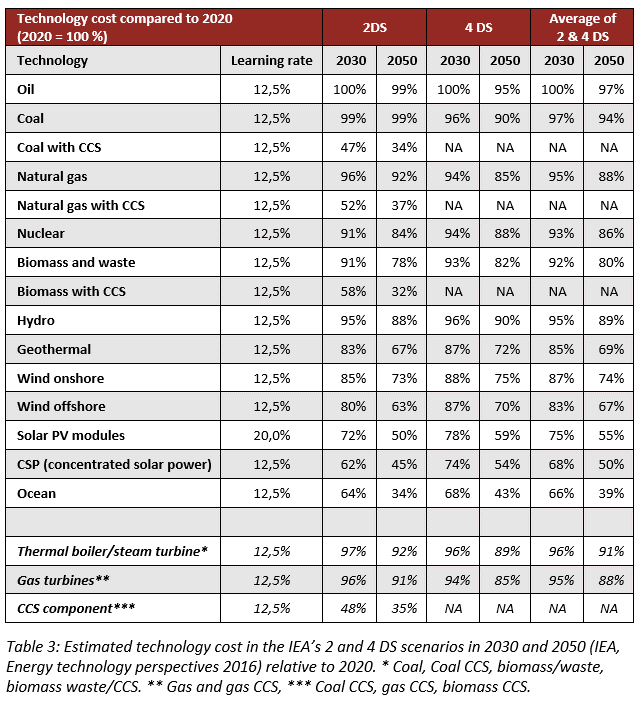 Technology cost compared to 2020
(2020 = 100 %) 2DS 4 DS Average of
2 & 4 DS
Technology Learning rate 2030 2050 2030 2050 2030 2050
Oil 12,5% 100% 99% 100% 95% 100% 97%
Coal 12,5% 99% 99% 96% 90% 97% 94%
Coal with CCS 12,5% 47% 34% NA NA NA NA
Natural gas 12,5% 96% 92% 94% 85% 95% 88%
Natural gas with CCS 12,5% 52% 37% NA NA NA NA
Nuclear 12,5% 91% 84% 94% 88% 93% 86%
Biomass and waste 12,5% 91% 78% 93% 82% 92% 80%
Biomass with CCS 12,5% 58% 32% NA NA NA NA
Hydro 12,5% 95% 88% 96% 90% 95% 89%
Geothermal 12,5% 83% 67% 87% 72% 85% 69%
Wind onshore 12,5% 85% 73% 88% 75% 87% 74%
Wind offshore 12,5% 80% 63% 87% 70% 83% 67%
Solar PV modules 20,0% 72% 50% 78% 59% 75% 55%
CSP (concentrated solar power) 12,5% 62% 45% 74% 54% 68% 50%
Ocean 12,5% 64% 34% 68% 43% 66% 39%
Thermal boiler/steam turbine* 12,5% 97% 92% 96% 89% 96% 91%
Gas turbines** 12,5% 96% 91% 94% 85% 95% 88%
CCS component*** 12,5% 48% 35% NA NA NA NA
Table 3: Estimated technology cost in the IEA's 2 and 4 DS scenarios in 2030 and 2050 (IEA,
Energy technology perspectives 2016) relative to 2020. * Coal, Coal CCS, biomass/waste,
biomass waste/CCS. ** Gas and gas CCS, *** Coal CCS, gas CCS, biomass CCS.